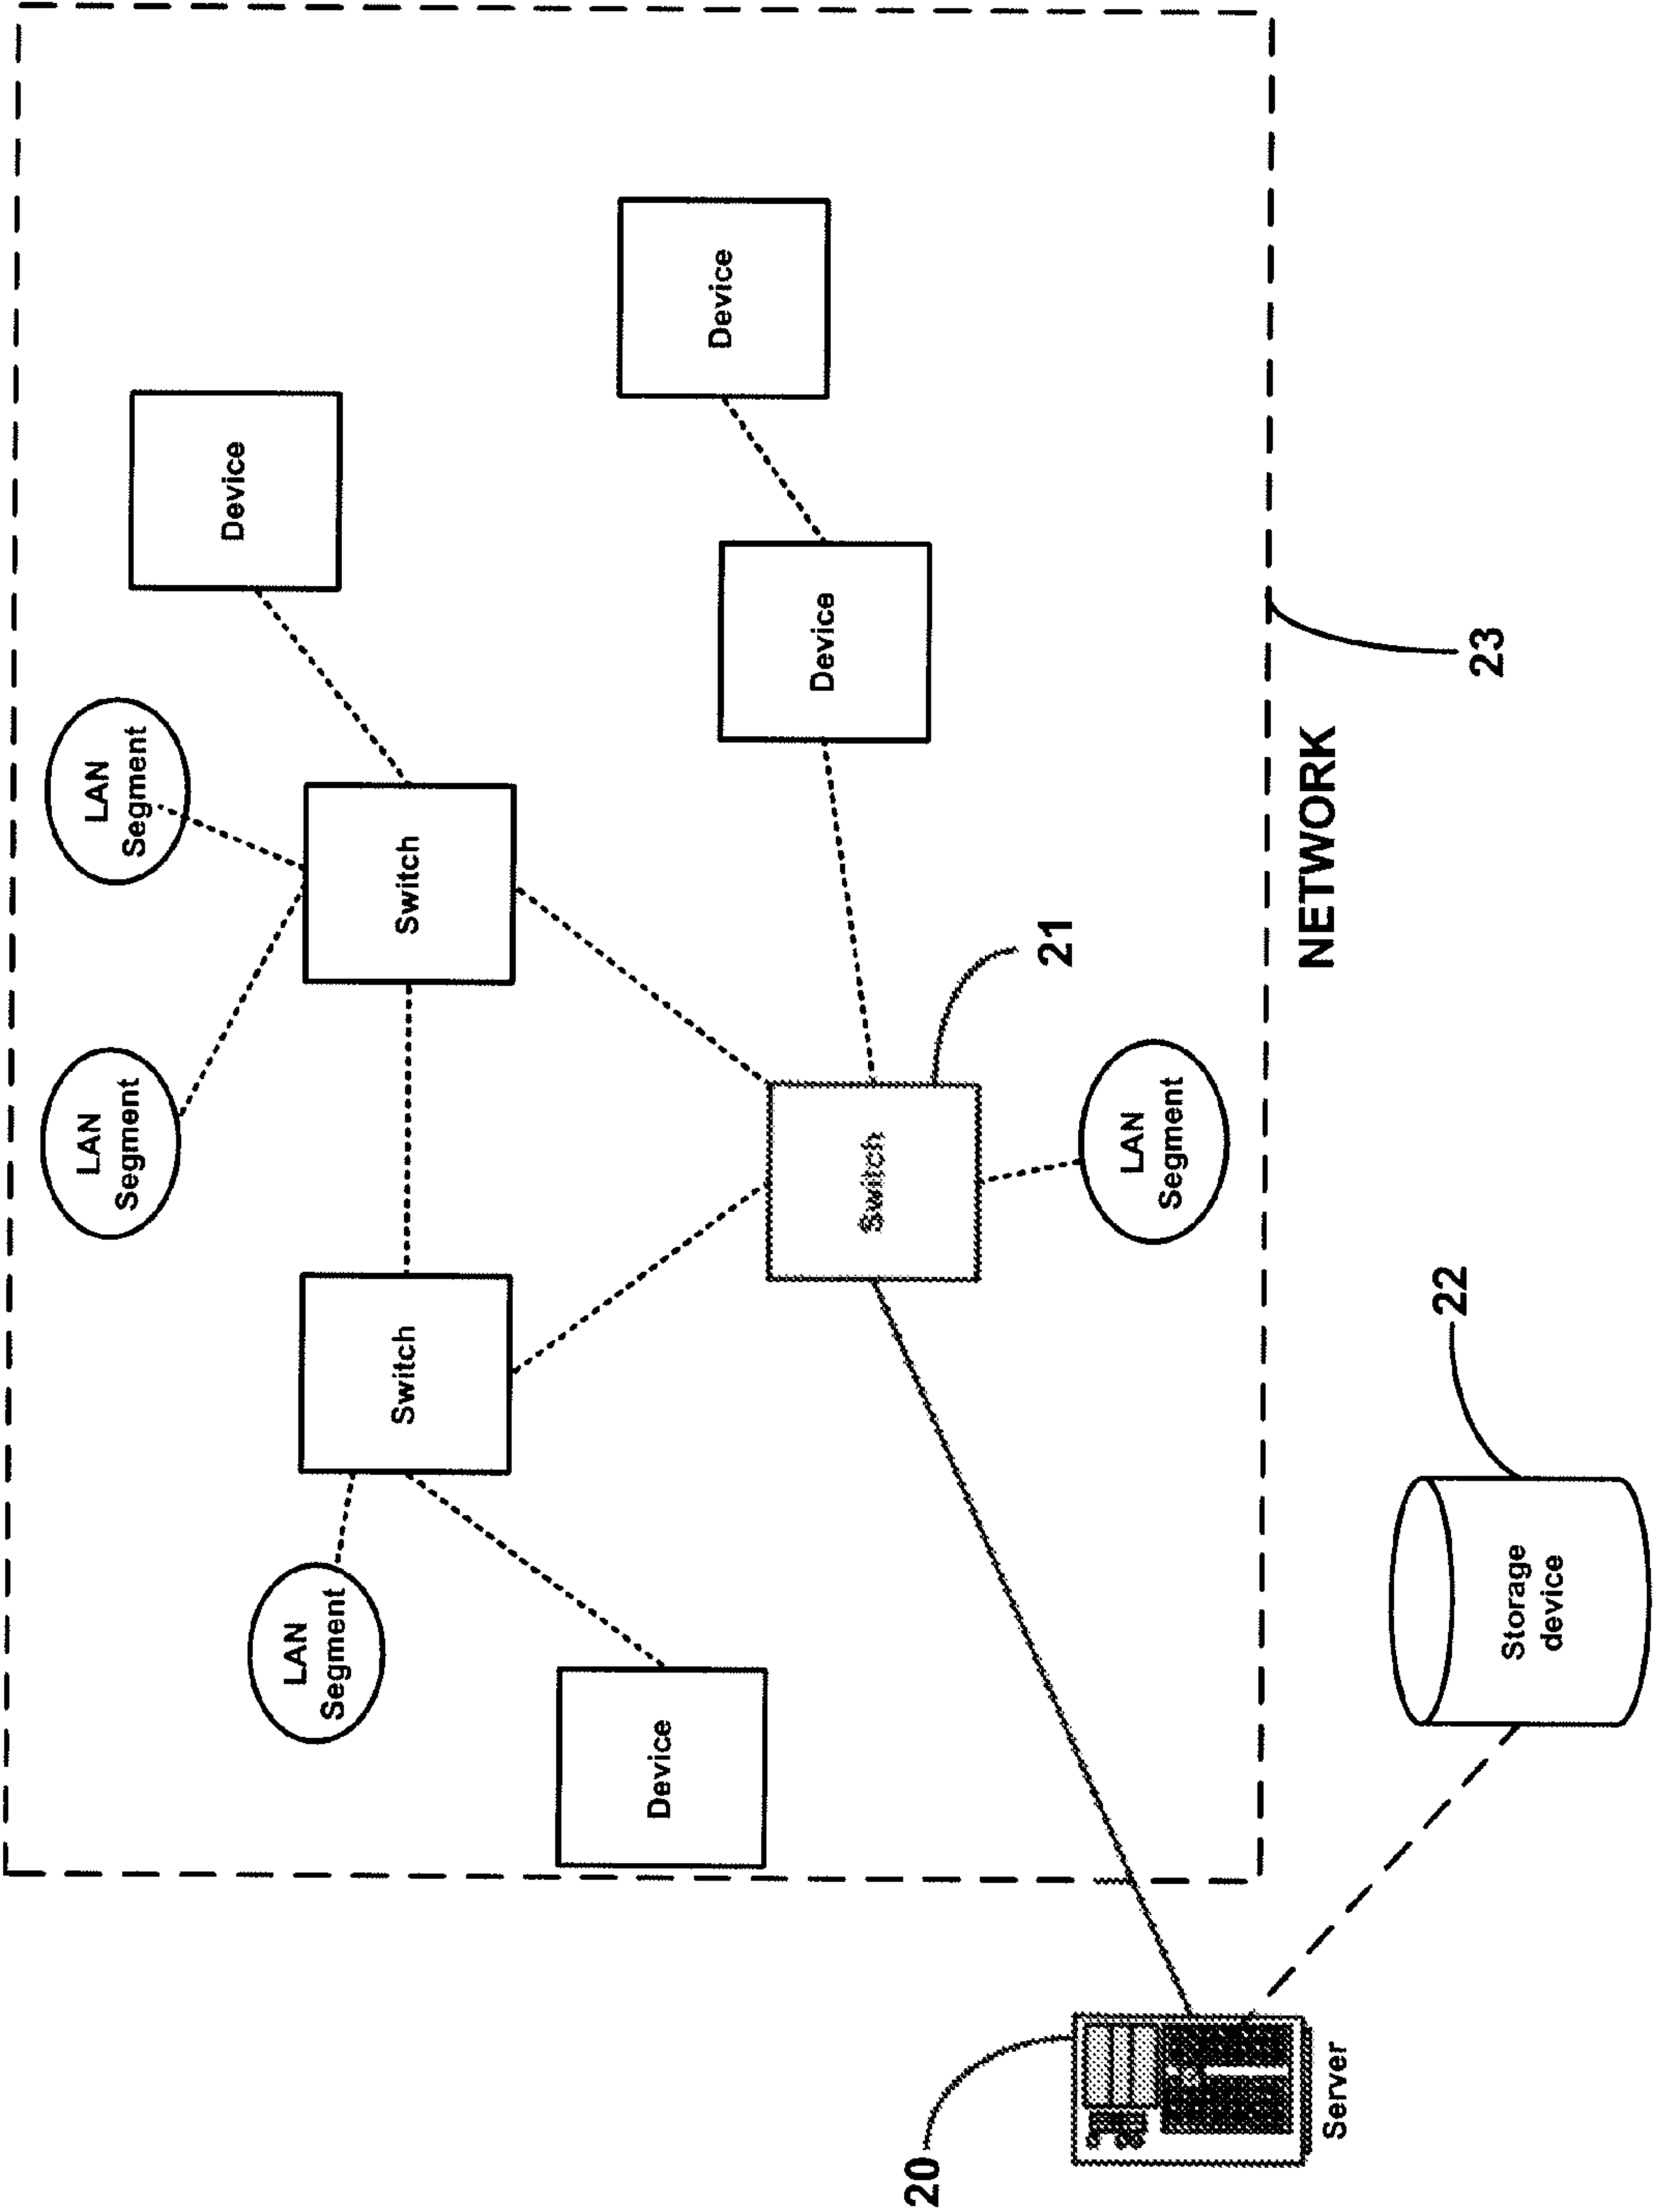 LAN
Segment
LAN
Segment
Device
LAN
Segment
Switch
Switch
Device
Device
Device
Switch
20
21
LAN
Segment
NETWORK
Server
22
23
Storage
device